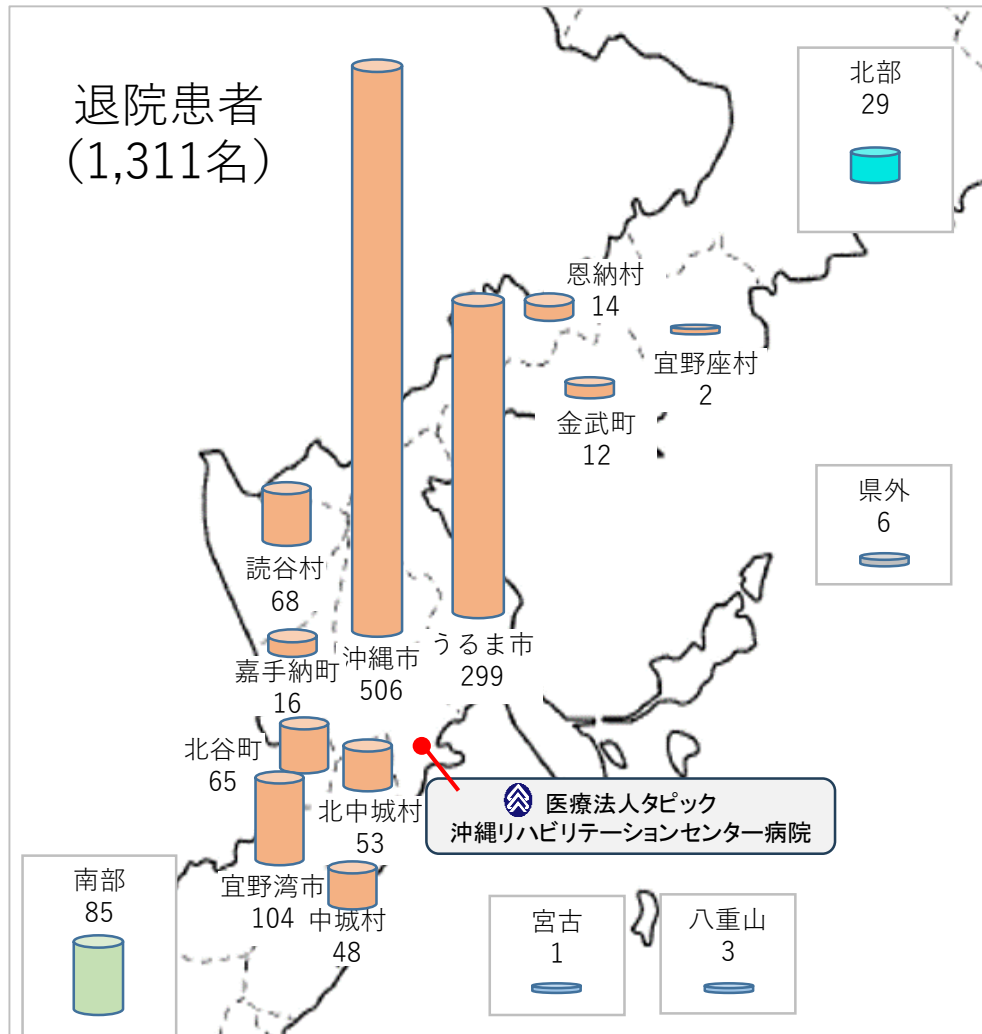 退院患者
(1,311名)
北部
29
恩納村
14
宜野座村
2
金武町
12
県外
6
読谷村
68
嘉手納町
16
沖縄市
506
うるま市
299
北谷町
65
北中城村
53
医療法人タピック
沖縄リハビリテーションセンター病院
宜野湾市
104
中城村
48
南部
85
宮古
1
八重山
3